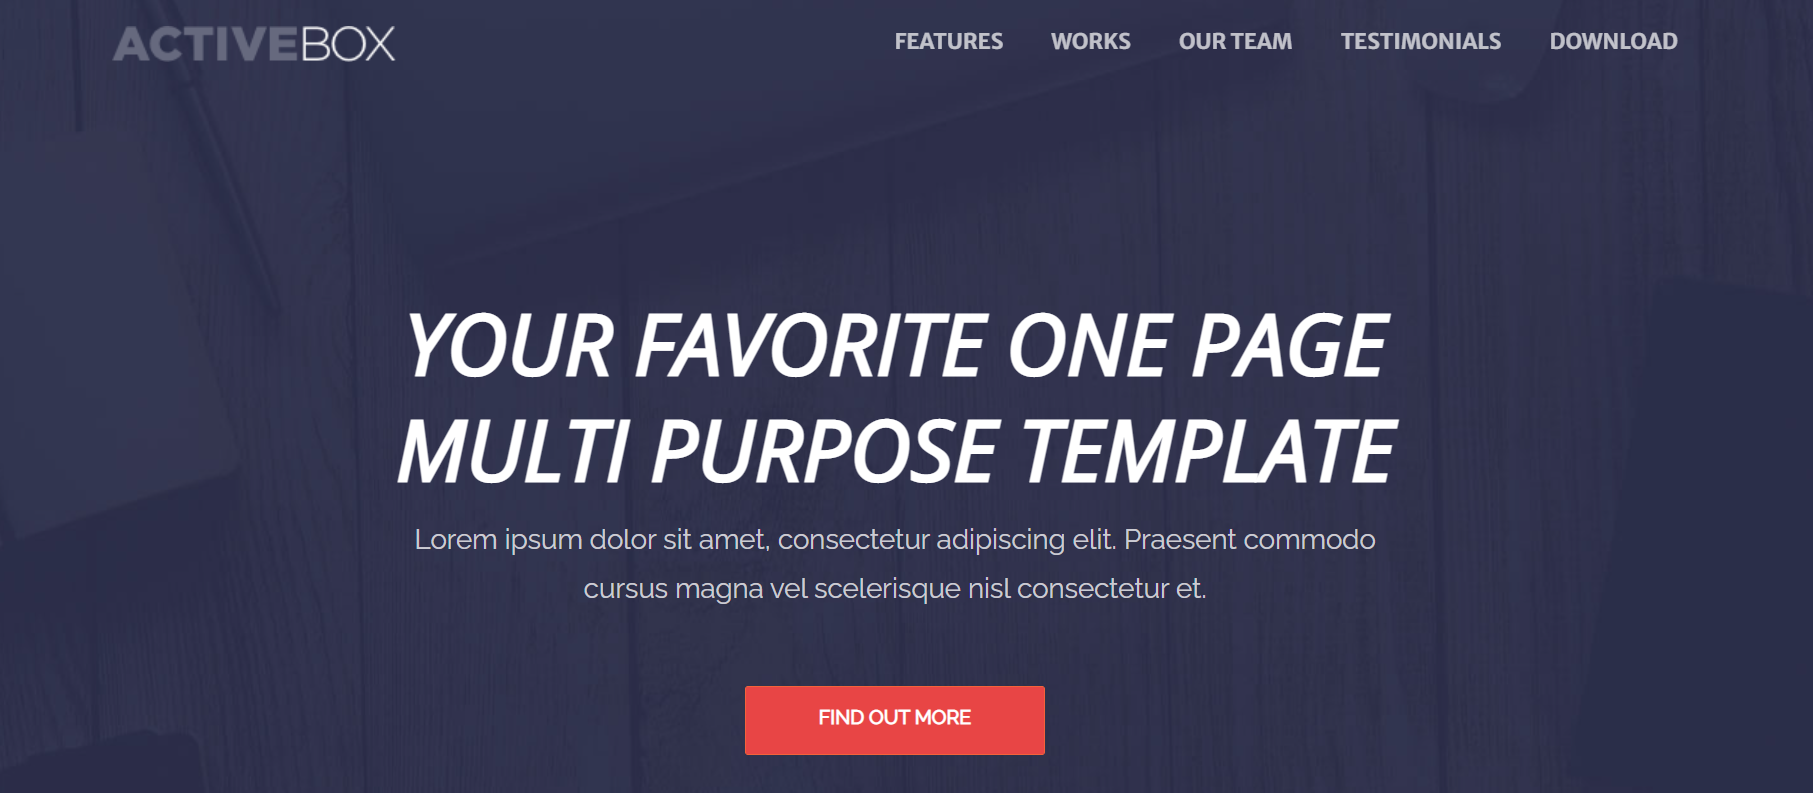 ACTIVEBOX
FEATURES WORKS OUR TEAM TESTIMONIALS DOWNLOAD
YOUR FAVORITE ONE PAGE
MULTI PURPOSE TEMPLATE
Lorem ipsum dolor sit amet, consectetur adipiscing elit. Praesent commodo
cursus magna vel scelerisque nisl consectetur et.
FIND OUT MORE